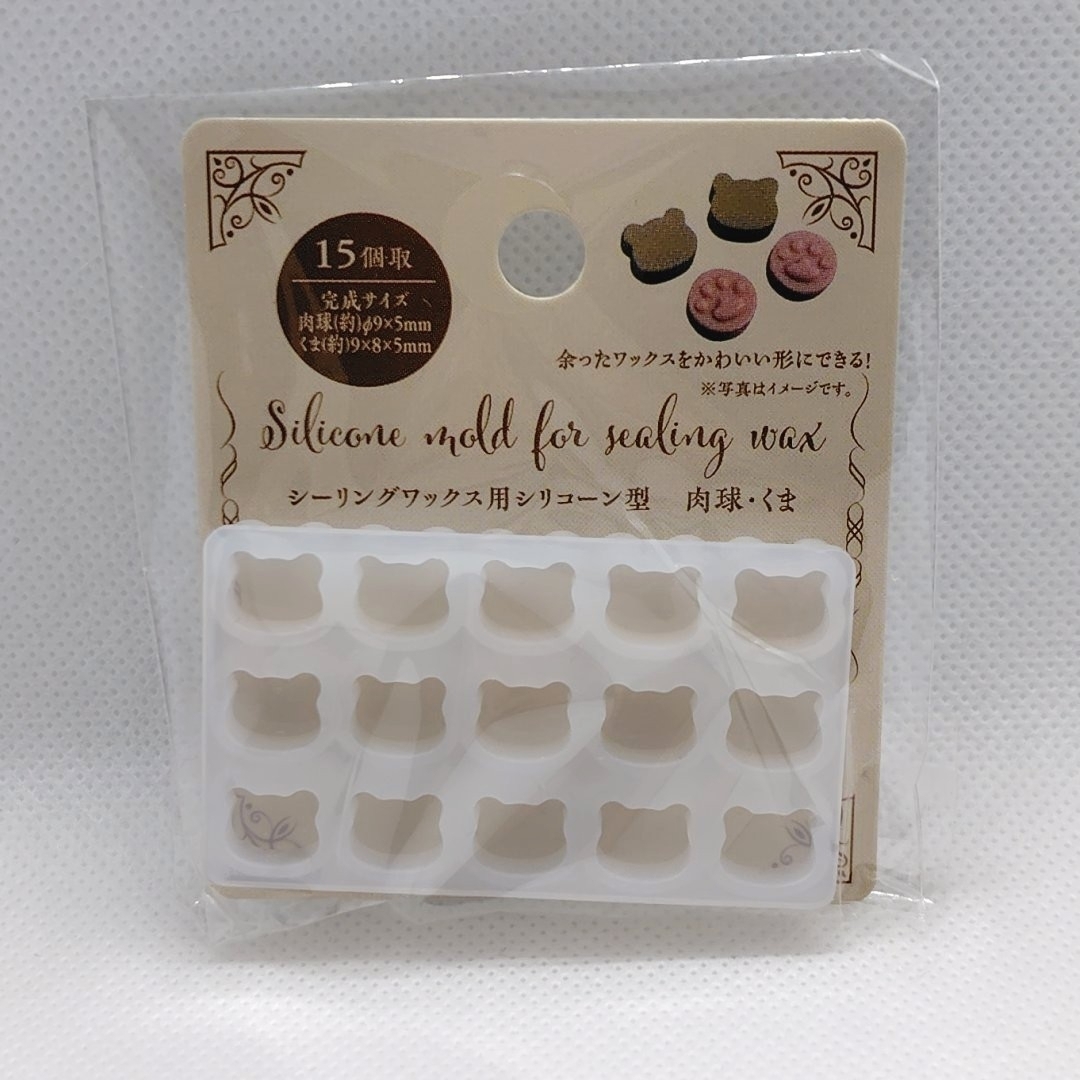 15個取
完成サイズ
肉球(約)φ9×5mm
くま(約)9×8×5mm
余ったワックスをかわいい形にできる!
※写真はイメージです。
Silicone mold for sealing wax
シーリングワックス用シリコーン型 肉球・くま